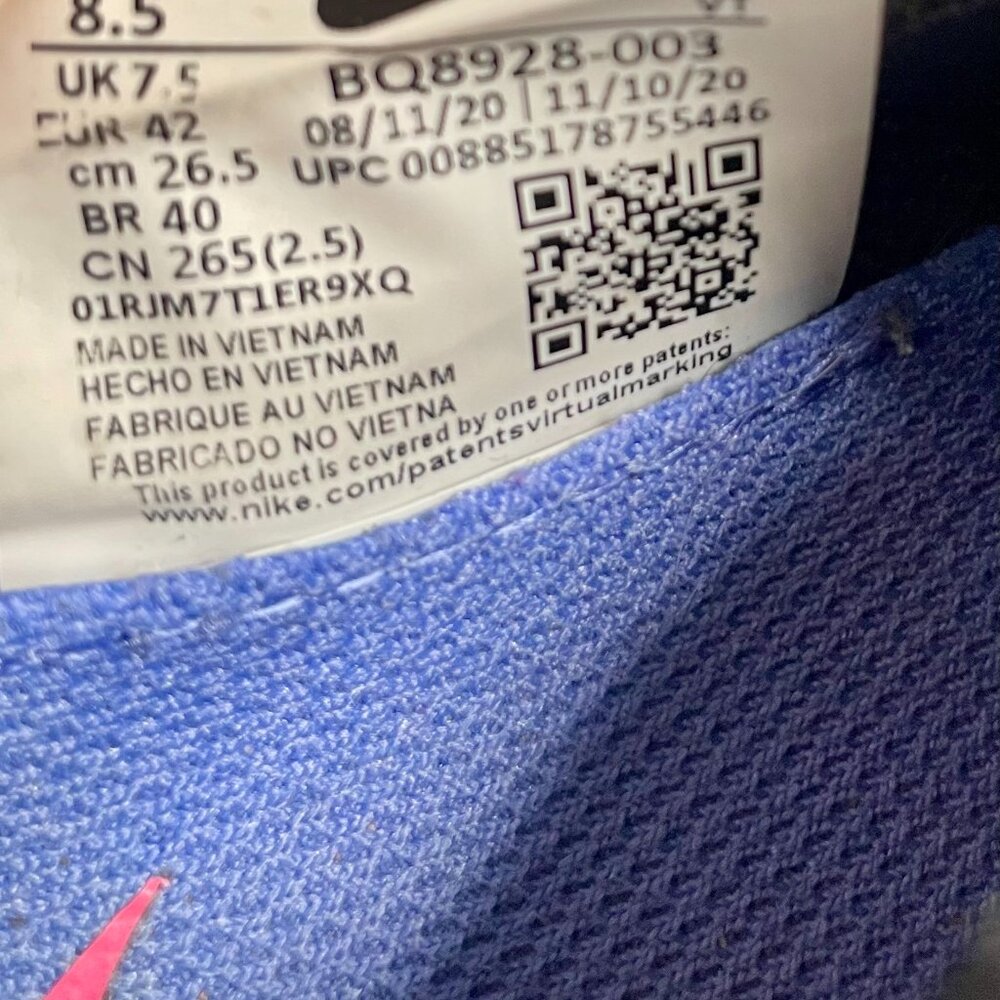 8.5
UK 7.5
BQ8928-003
EUR 42
08/11/20 | 11/10/20
cm 26.5
UPC 00885178755446
BR 40
CN 265(2.5)
01RJM7T1ER9XQ
MADE IN VIETNAM
HECHO EN VIETNAM
FABRIQUE AU VIETNAM
FABRICADO NO VIETNA
This product is covered by one or more patents:
www.nike.com/patentsvirtualmarking